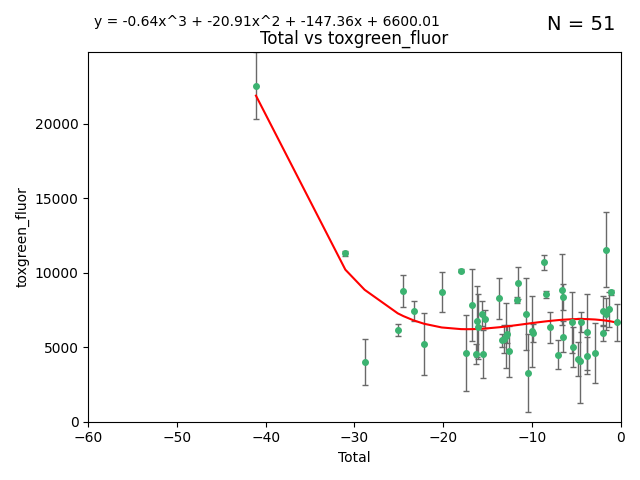 y = -0.64x^3 + -20.91x^2 + -147.36x + 6600.01
N = 51
Total vs toxgreen_fluor
toxgreen_fluor
20000
15000
10000
5000
0
−60
−50
−40
−30
−20
−10
0
Total